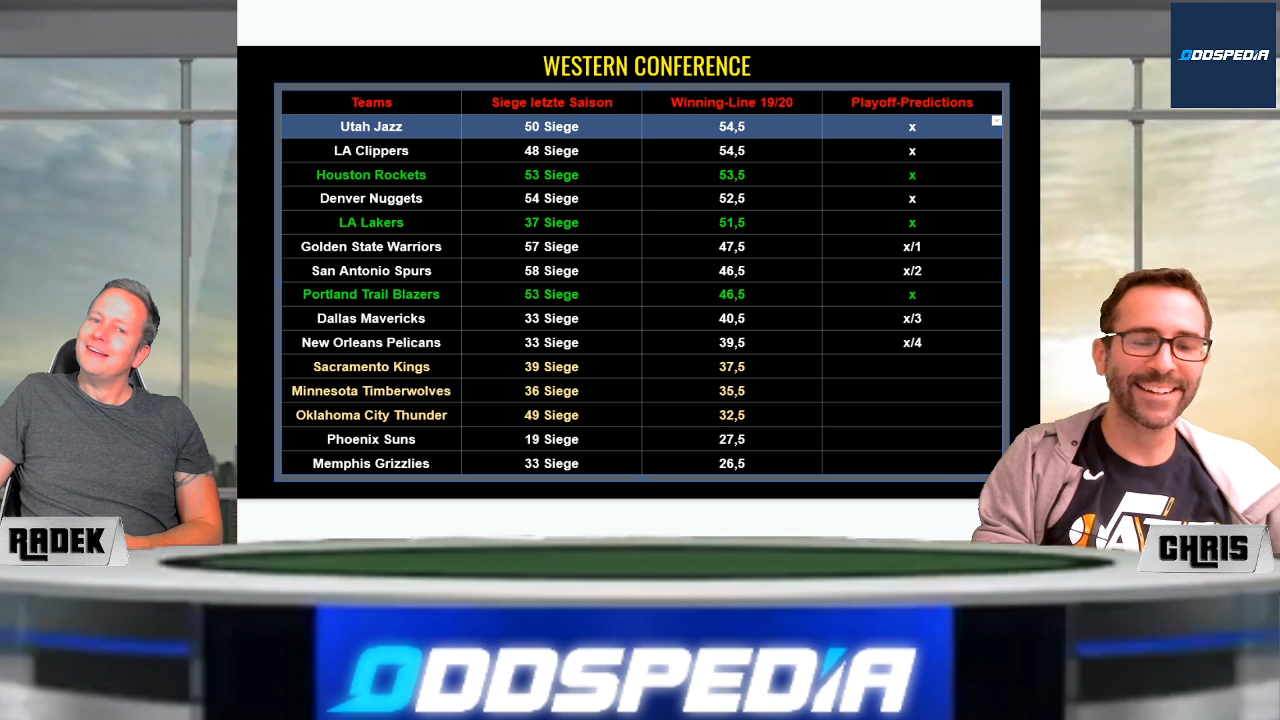 ODDSPEDIA
WESTERN CONFERENCE
Teams Siege letzte Saison Winning-Line 19/20 Playoff-Predictions
Utah Jazz 50 Siege 54,5 x
LA Clippers 48 Siege 54,5 x
Houston Rockets 53 Siege 53,5 x
Denver Nuggets 54 Siege 52,5 x
LA Lakers 37 Siege 51,5 x
Golden State Warriors 57 Siege 47,5 x/1
San Antonio Spurs 58 Siege 46,5 x/2
Portland Trail Blazers 53 Siege 46,5 x
Dallas Mavericks 33 Siege 40,5 x/3
New Orleans Pelicans 33 Siege 39,5 x/4
Sacramento Kings 39 Siege 37,5
Minnesota Timberwolves 36 Siege 35,5
Oklahoma City Thunder 49 Siege 32,5
Phoenix Suns 19 Siege 27,5
Memphis Grizzlies 33 Siege 26,5
RADEK
CHRIS
ODDSPEDIA